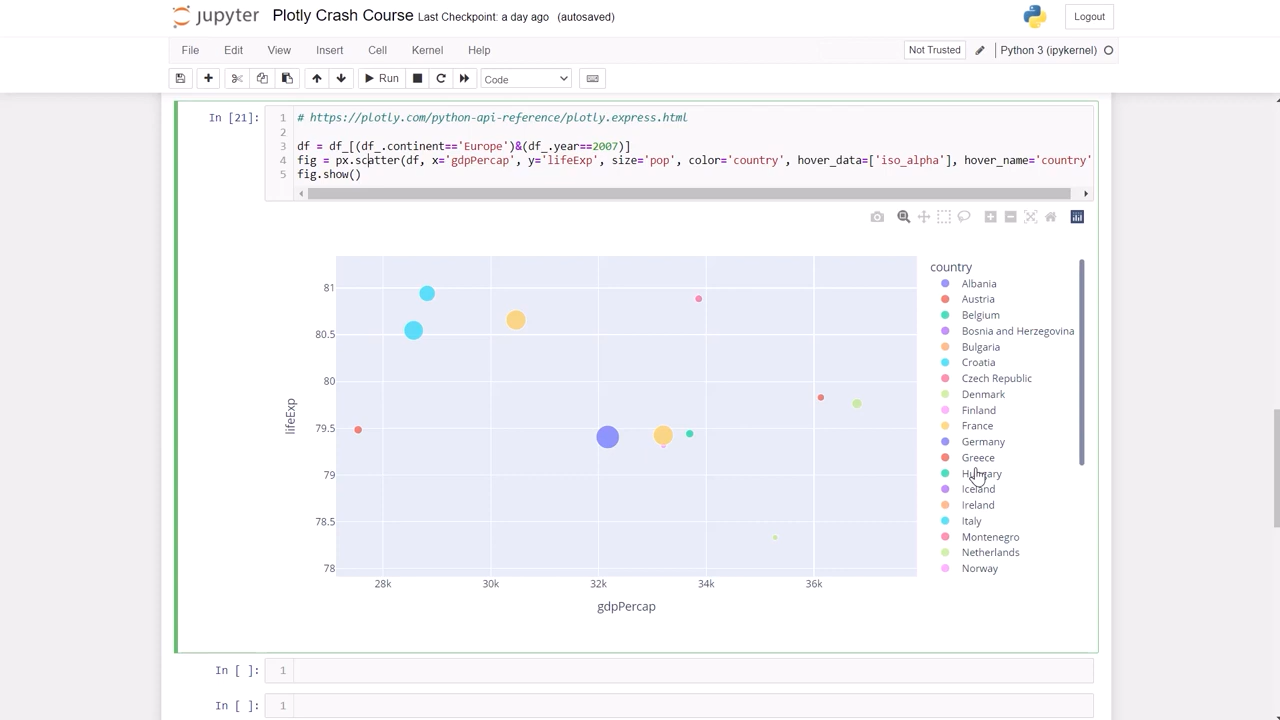 jupyter Plotly Crash Course Last Checkpoint: a day ago (autosaved) Logout
File Edit View Insert Cell Kernel Help Not Trusted Python 3 (ipykernel)
Run Code
In [21]:
1 # https://plotly.com/python-api-reference/plotly.express.html
2
3 df = df_[(df_.continent=='Europe')&(df_.year==2007)]
4 fig = px.scatter(df, x='gdpPercap', y='lifeExp', size='pop', color='country', hover_data=['iso_alpha'], hover_name='country'
5 fig.show()
81
80.5
80
79.5
79
78.5
78
lifeExp
28k 30k 32k 34k 36k
gdpPercap
country
Albania
Austria
Belgium
Bosnia and Herzegovina
Bulgaria
Croatia
Czech Republic
Denmark
Finland
France
Germany
Greece
Hungary
Iceland
Ireland
Italy
Montenegro
Netherlands
Norway
In [ ]: 1
In [ ]: 1